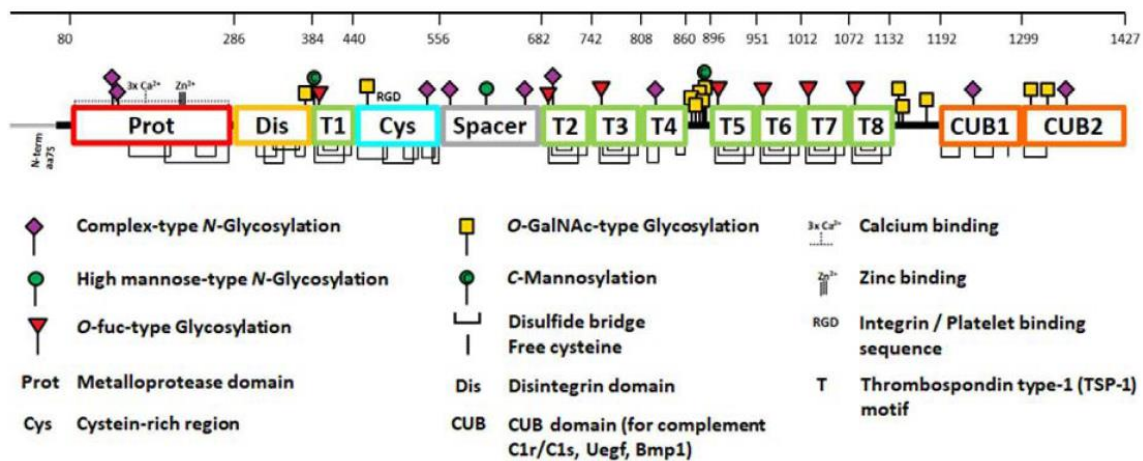 80 286 384 440 556 682 742 808 860 896 951 1012 1072 1132 1192 1299 1427
3x Ca²⁺ Zn²⁺ RGD
N-term aa75
Prot Dis T1 Cys Spacer T2 T3 T4 T5 T6 T7 T8 CUB1 CUB2
Complex-type N-Glycosylation
High mannose-type N-Glycosylation
O-fuc-type Glycosylation
Prot Metalloprotease domain
Cys Cystein-rich region
O-GalNAc-type Glycosylation
C-Mannosylation
Disulfide bridge
Free cysteine
Dis Disintegrin domain
CUB CUB domain (for complement
C1r/C1s, Uegf, Bmp1)
3x Ca²⁺ Calcium binding
Zn²⁺ Zinc binding
RGD Integrin / Platelet binding
sequence
T Thrombospondin type-1 (TSP-1)
motif